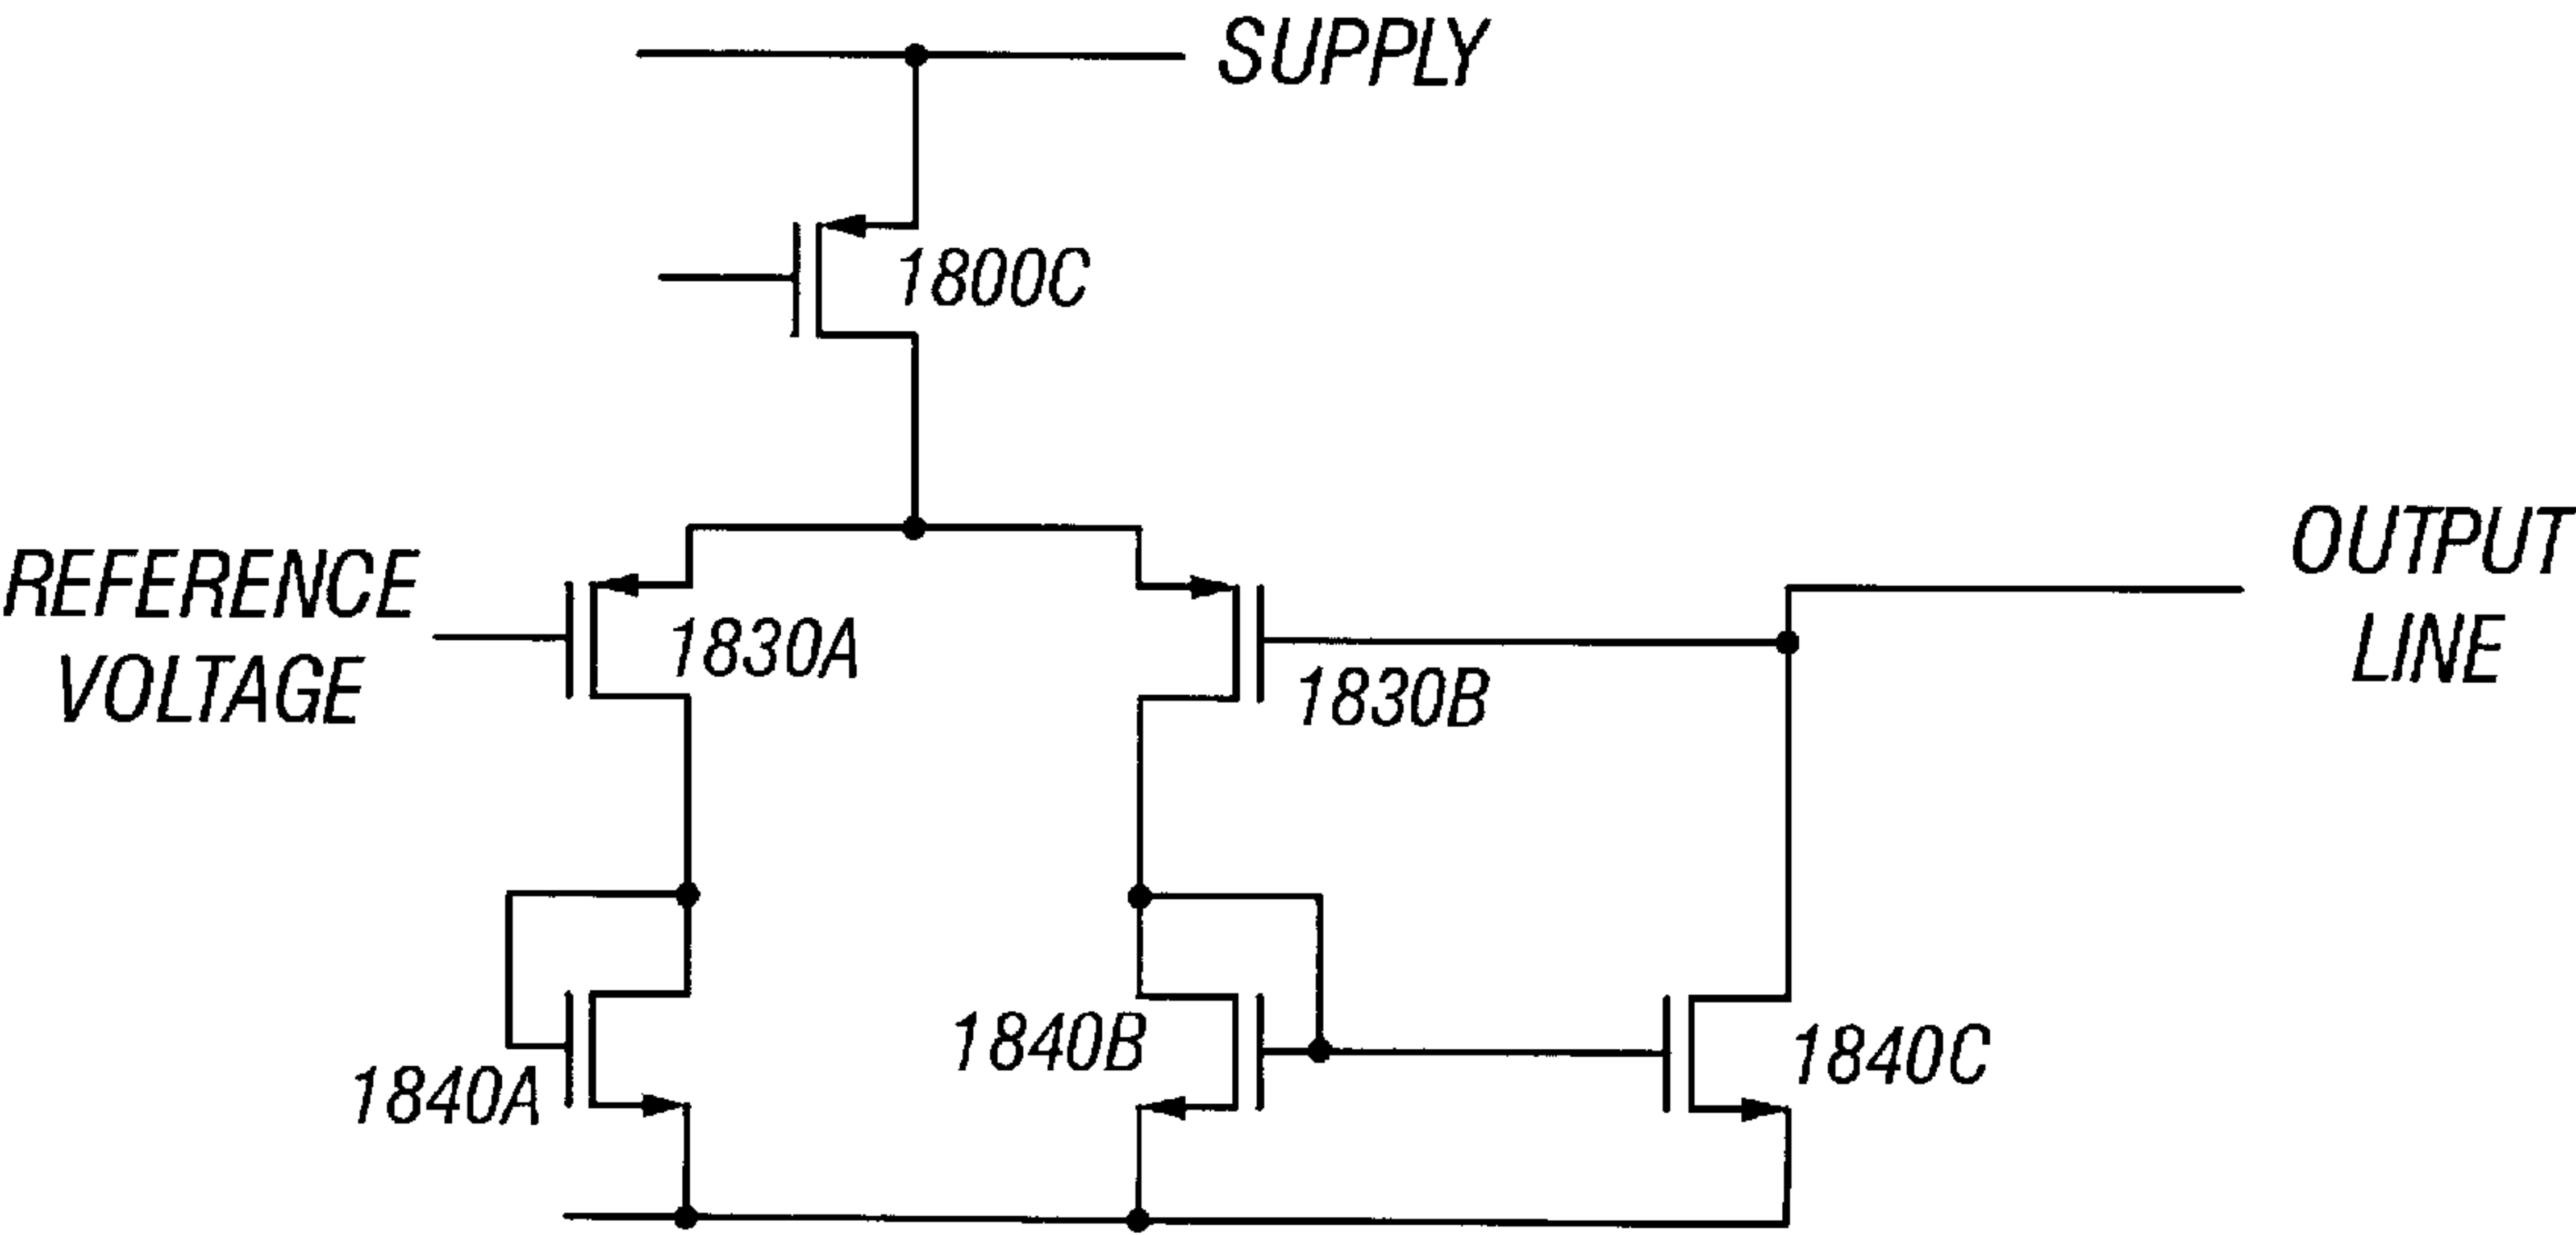 SUPPLY
1800C
REFERENCE
VOLTAGE
1830A
1830B
OUTPUT
LINE
1840A
1840B
1840C